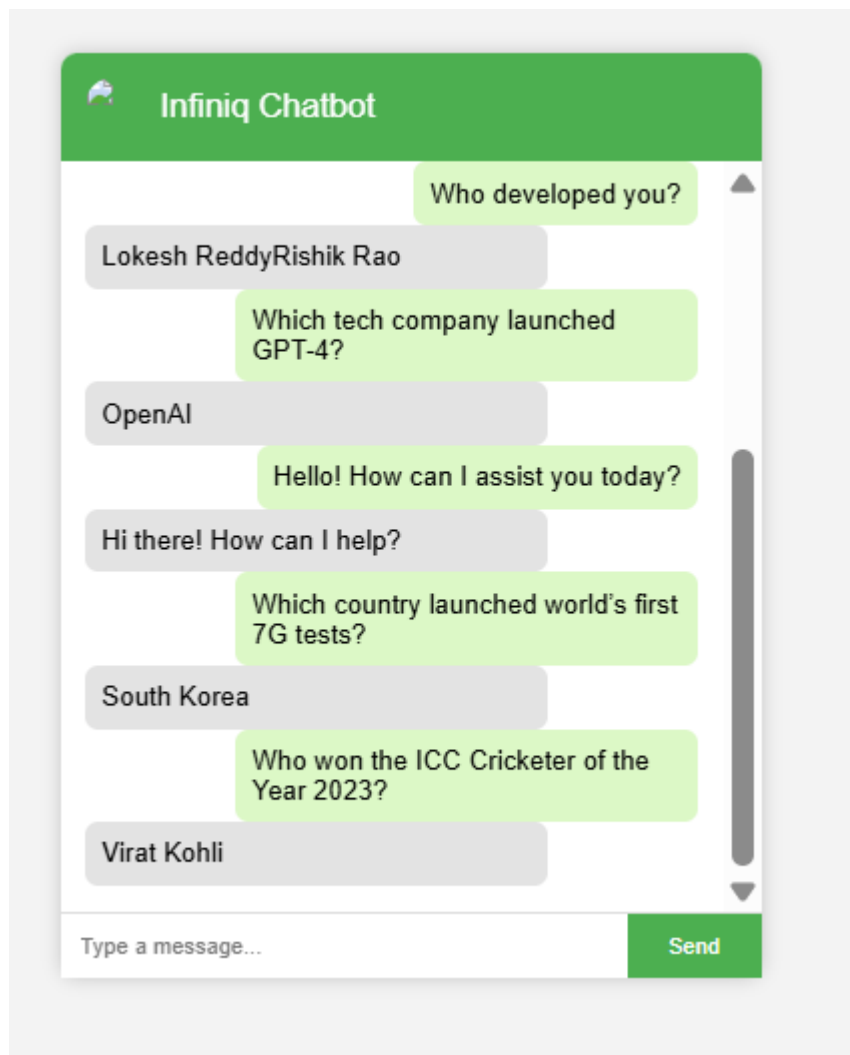 Infiniq Chatbot
Who developed you?
Lokesh ReddyRishik Rao
Which tech company launched
GPT-4?
OpenAI
Hello! How can I assist you today?
Hi there! How can I help?
Which country launched world’s first
7G tests?
South Korea
Who won the ICC Cricketer of the
Year 2023?
Virat Kohli
Type a message...
Send